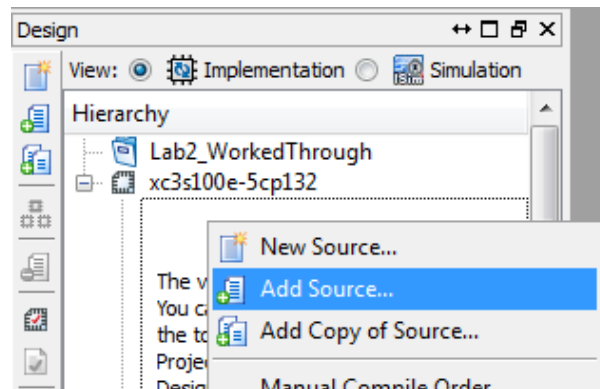 Design
View: Implementation Simulation
Hierarchy
Lab2_WorkedThrough
xc3s100e-5cp132
New Source...
The v
Add Source...
You ca
the to
Add Copy of Source...
Projec
Design
Manual Compile Order